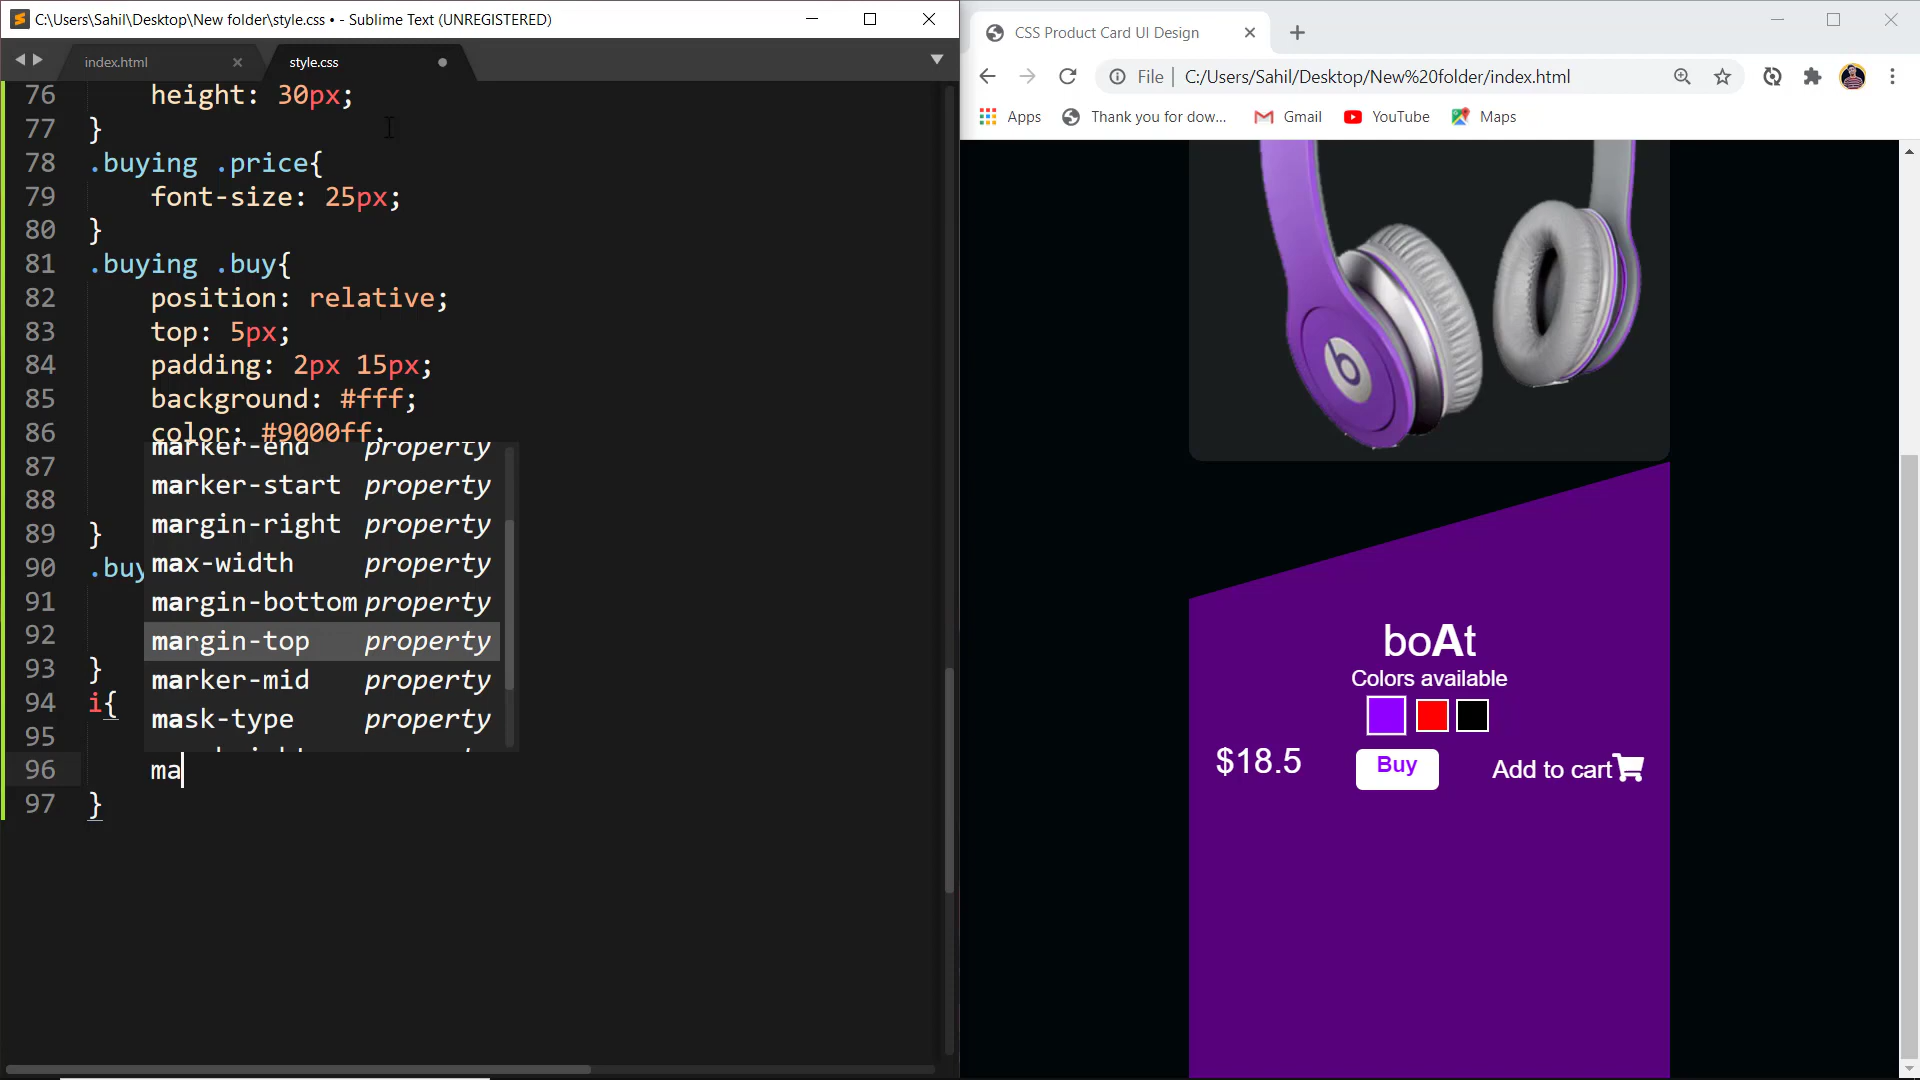 C:\Users\Sahil\Desktop\New folder\style.css • - Sublime Text (UNREGISTERED)
index.html
style.css
76 height: 30px;
77 }
78 .buying .price{
79 font-size: 25px;
80 }
81 .buying .buy{
82 position: relative;
83 top: 5px;
84 padding: 2px 15px;
85 background: #fff;
86 color: #9000ff;
87
88
89 }
90 .buy
91
92
93 }
94 i{
95
96 ma
97 }
marker-end property
marker-start property
margin-right property
max-width property
margin-bottom property
margin-top property
marker-mid property
mask-type property
CSS Product Card UI Design
File | C:/Users/Sahil/Desktop/New%20folder/index.html
Apps
Thank you for dow...
Gmail
YouTube
Maps
b
boAt
Colors available
$18.5
Buy
Add to cart